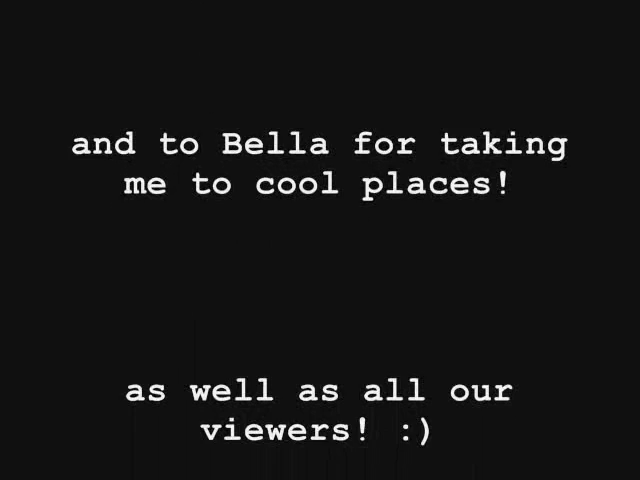 and to Bella for taking
me to cool places!
as well as all our
viewers! :)